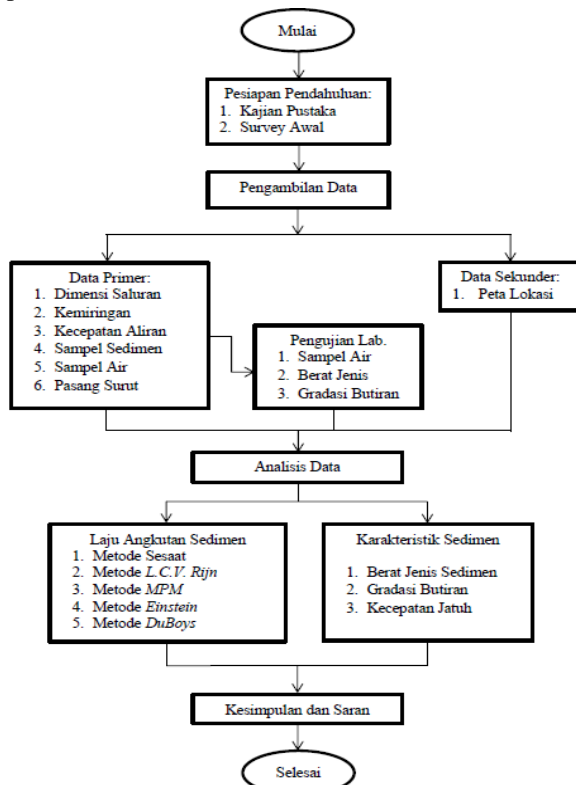 Mulai
Pesiapan Pendahuluan:
1. Kajian Pustaka
2. Survey Awal
Pengambilan Data
Data Primer:
1. Dimensi Saluran
2. Kemiringan
3. Kecepatan Aliran
4. Sampel Sedimen
5. Sampel Air
6. Pasang Surut
Pengujian Lab.
1. Sampel Air
2. Berat Jenis
3. Gradasi Butiran
Data Sekunder:
1. Peta Lokasi
Analisis Data
Laju Angkutan Sedimen
1. Metode Sesaat
2. Metode L.C.V. Rijn
3. Metode MPM
4. Metode Einstein
5. Metode DuBoys
Karakteristik Sedimen
1. Berat Jenis Sedimen
2. Gradasi Butiran
3. Kecepatan Jatuh
Kesimpulan dan Saran
Selesai